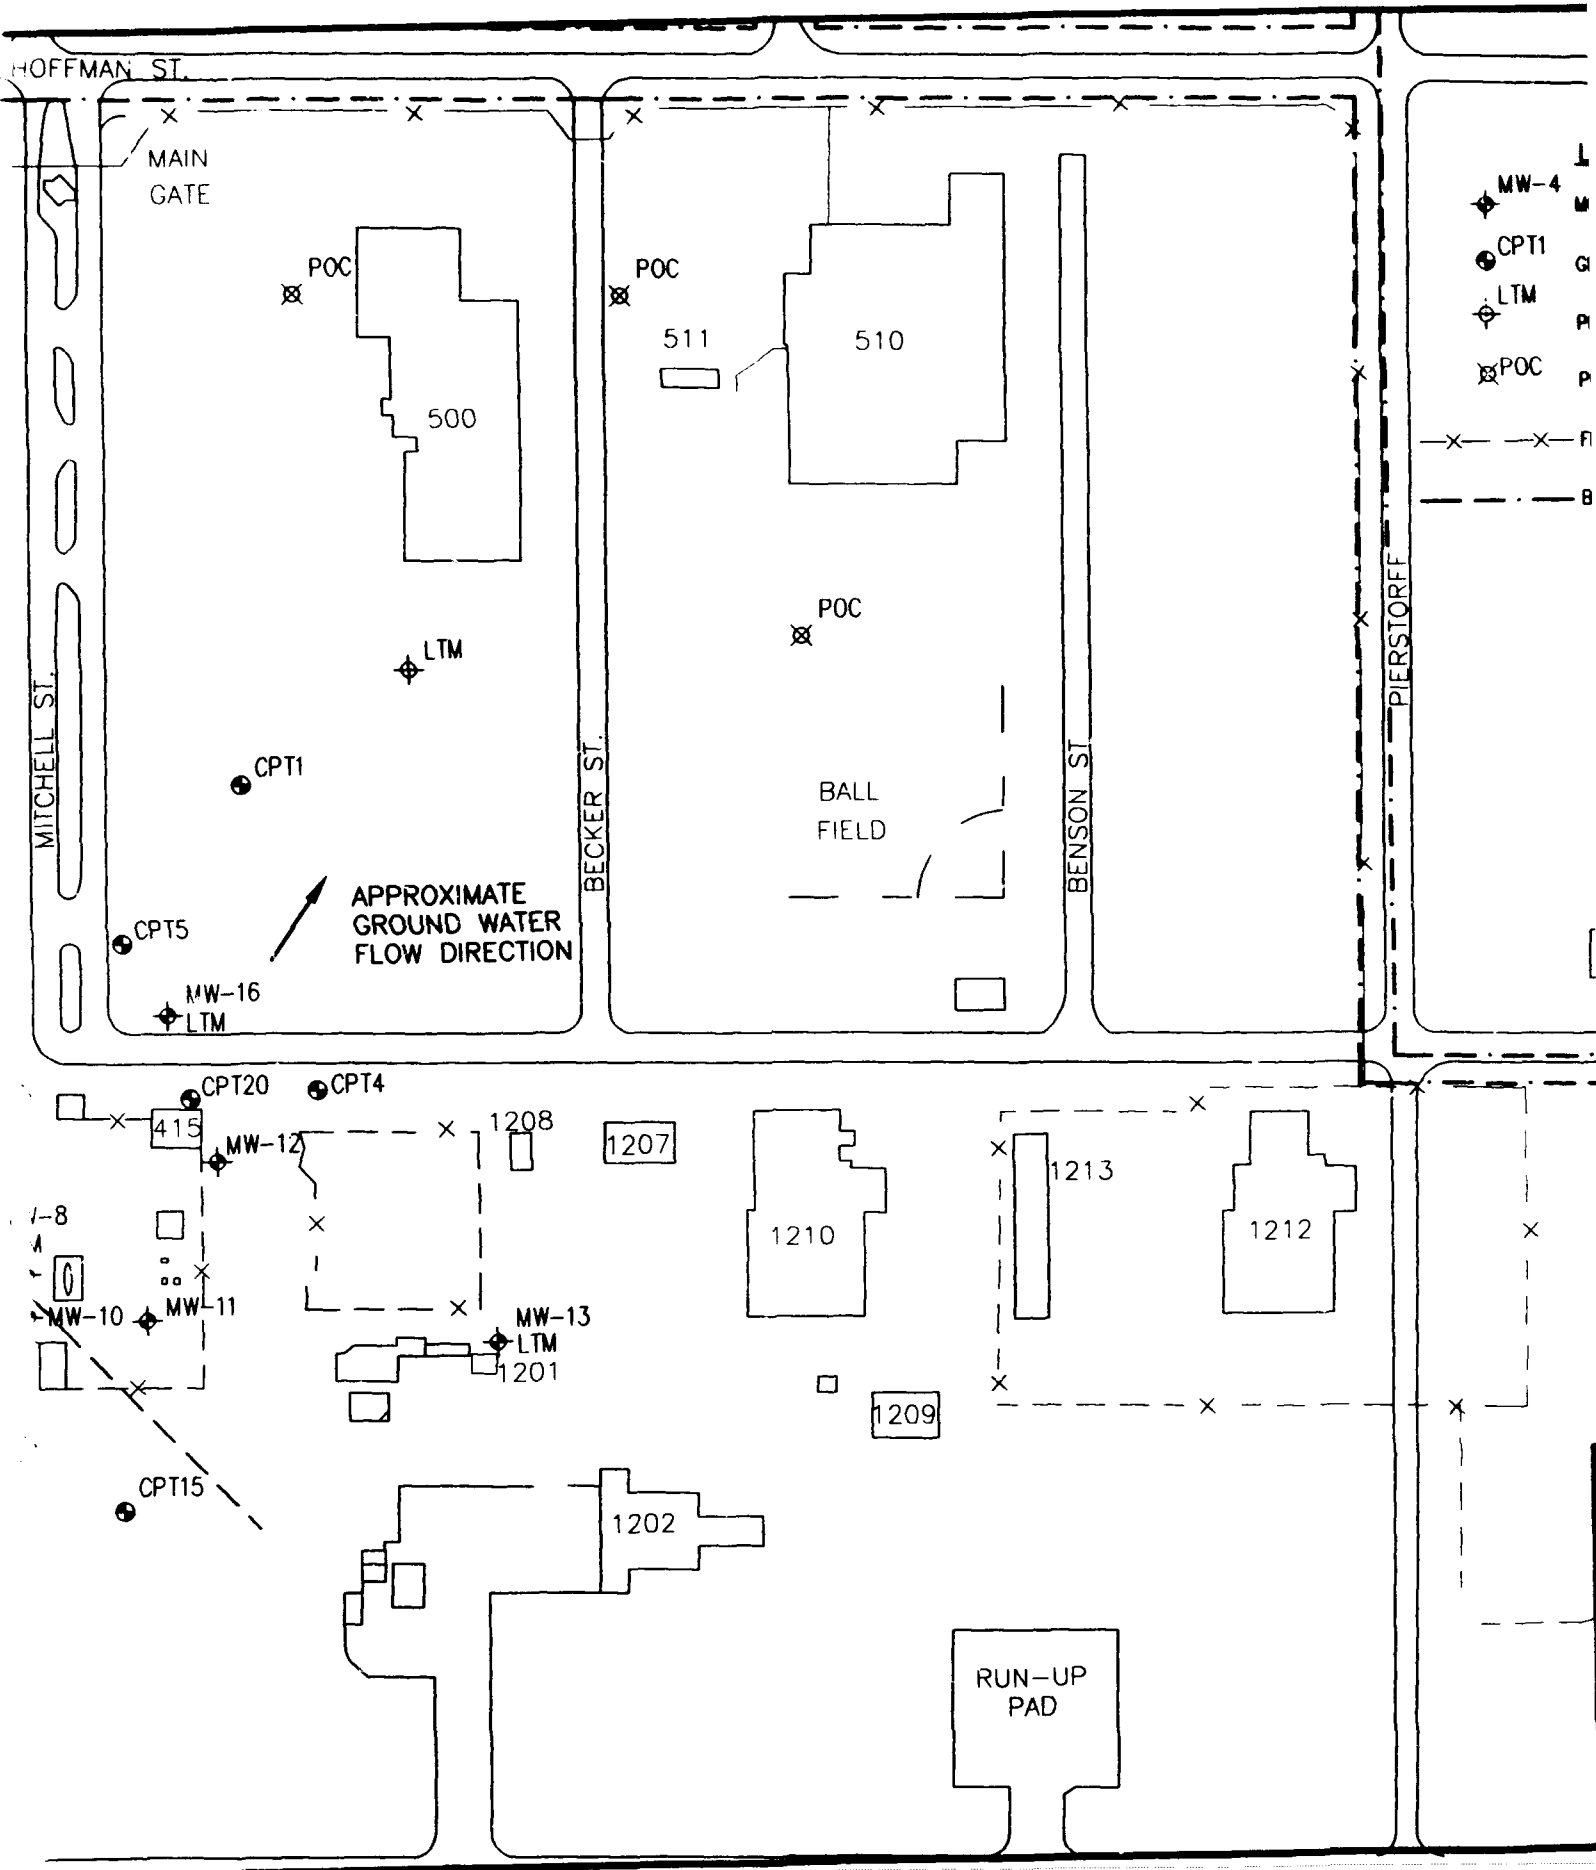 HOFFMAN ST.
MAIN
GATE
MW-4
CPT1
LTM
POC
POC
POC
511
510
500
POC
LTM
PIERSTORFF
MITCHELL ST.
CPT1
BECKER ST.
BALL
FIELD
BENSON ST
APPROXIMATE
GROUND WATER
FLOW DIRECTION
CPT5
MW-16
LTM
CPT20
CPT4
415
MW-12
1208
1207
1213
1210
1212
MW-10
MW-11
MW-13
LTM
1201
1209
CPT15
1202
RUN-UP
PAD